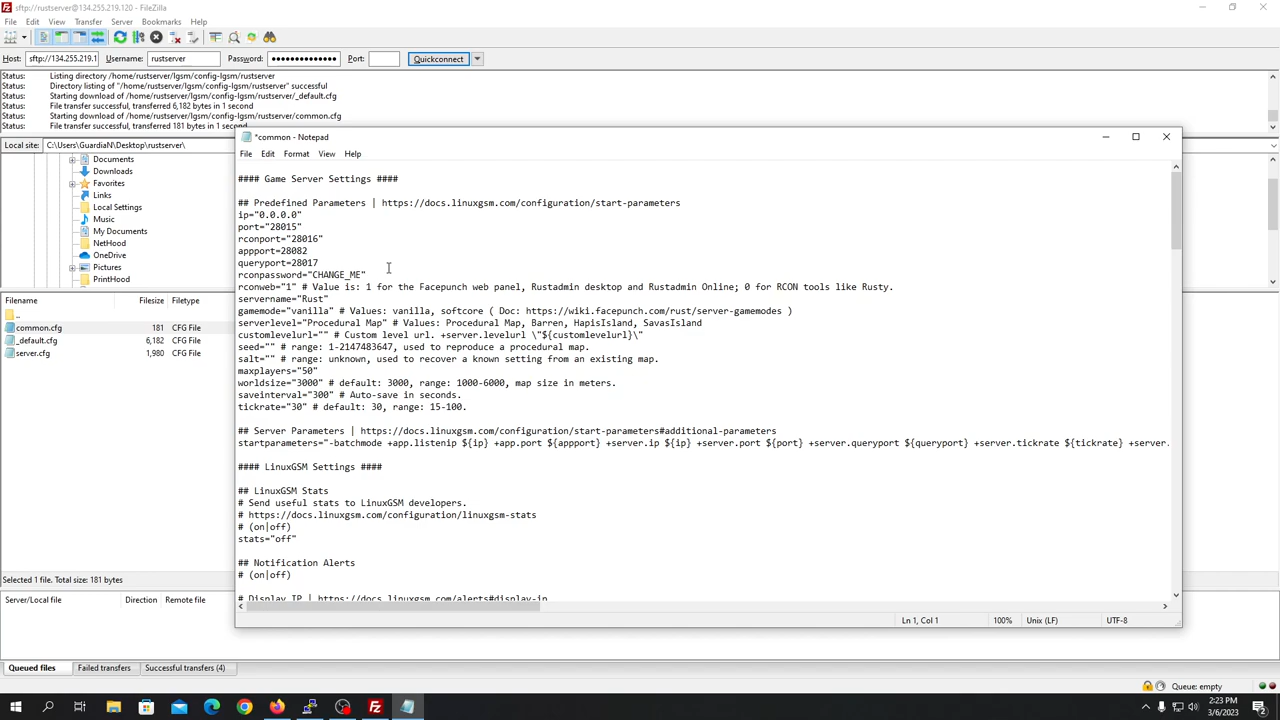 sftp://rustserver@134.255.219.120 - FileZilla
File Edit View Transfer Server Bookmarks Help
Host: sftp://134.255.219.1 Username: rustserver Password: ●●●●●●●●●●●●●● Port: Quickconnect
Status: Listing directory /home/rustserver/lgsm/config-lgsm/rustserver
Status: Directory listing of "/home/rustserver/lgsm/config-lgsm/rustserver" successful
Status: Starting download of /home/rustserver/lgsm/config-lgsm/rustserver/_default.cfg
Status: File transfer successful, transferred 6,182 bytes in 1 second
Status: Starting download of /home/rustserver/lgsm/config-lgsm/rustserver/common.cfg
Status: File transfer successful, transferred 181 bytes in 1 second
Local site: C:\Users\GuardiaN\Desktop\rustserver\
Documents
Downloads
Favorites
Links
Local Settings
Music
My Documents
NetHood
OneDrive
Pictures
PrintHood
Filename Filesize Filetype
..
common.cfg 181 CFG File
_default.cfg 6,182 CFG File
server.cfg 1,980 CFG File
Selected 1 file. Total size: 181 bytes
Server/Local file Direction Remote file
Queued files Failed transfers Successful transfers (4)
Queue: empty
*common - Notepad
File Edit Format View Help
#### Game Server Settings ####
## Predefined Parameters | https://docs.linuxgsm.com/configuration/start-parameters
ip="0.0.0.0"
port="28015"
rconport="28016"
appport=28082
queryport=28017
rconpassword="CHANGE_ME"
rconweb="1" # Value is: 1 for the Facepunch web panel, Rustadmin desktop and Rustadmin Online; 0 for RCON tools like Rusty.
servername="Rust"
gamemode="vanilla" # Values: vanilla, softcore ( Doc: https://wiki.facepunch.com/rust/server-gamemodes )
serverlevel="Procedural Map" # Values: Procedural Map, Barren, HapisIsland, SavasIsland
customlevelurl="" # Custom level url. +server.levelurl \"${customlevelurl}\"
seed="" # range: 1-2147483647, used to reproduce a procedural map.
salt="" # range: unknown, used to recover a known setting from an existing map.
maxplayers="50"
worldsize="3000" # default: 3000, range: 1000-6000, map size in meters.
saveinterval="300" # Auto-save in seconds.
tickrate="30" # default: 30, range: 15-100.
## Server Parameters | https://docs.linuxgsm.com/configuration/start-parameters#additional-parameters
startparameters="-batchmode +app.listenip ${ip} +app.port ${appport} +server.ip ${ip} +server.port ${port} +server.queryport ${queryport} +server.tickrate ${tickrate} +server.
#### LinuxGSM Settings ####
## LinuxGSM Stats
# Send useful stats to LinuxGSM developers.
# https://docs.linuxgsm.com/configuration/linuxgsm-stats
# (on|off)
stats="off"
## Notification Alerts
# (on|off)
# Display IP | https://docs.linuxgsm.com/alerts#display-ip
Ln 1, Col 1 100% Unix (LF) UTF-8
2:23 PM
3/6/2023